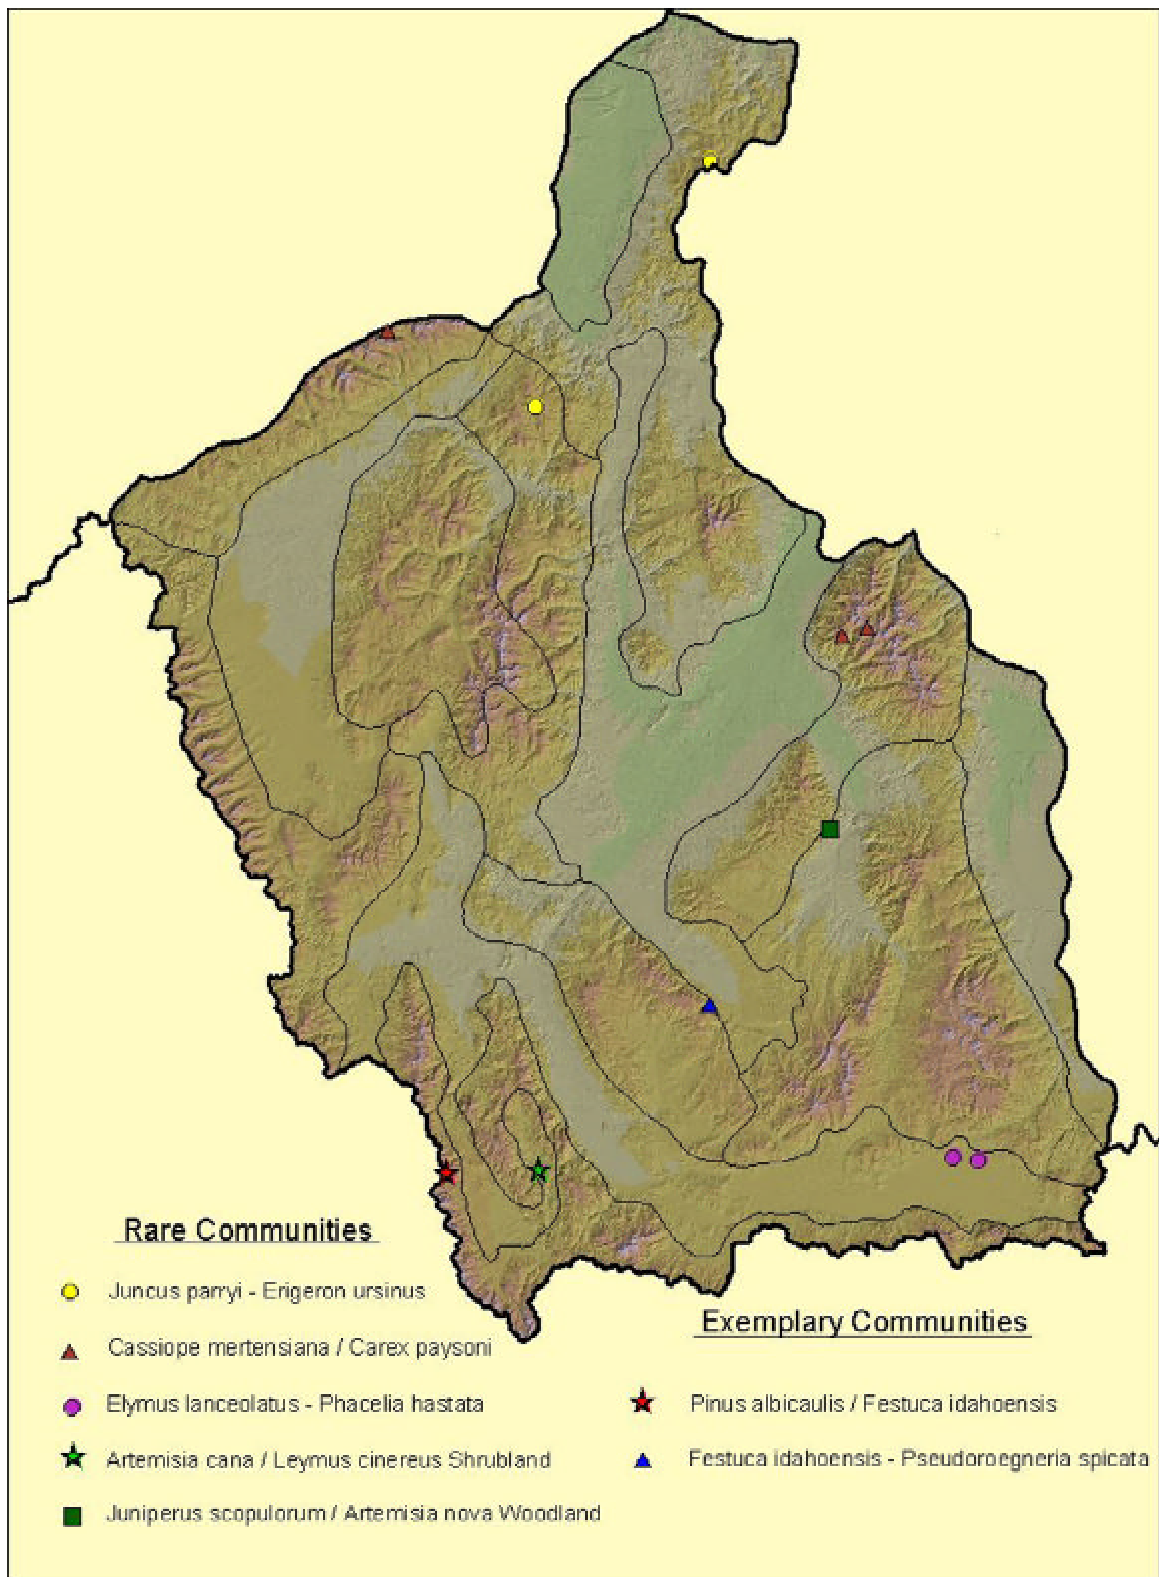 Rare Communities
Juncus parryi - Erigeron ursinus
Cassiope mertensiana / Carex paysoni
Elymus lanceolatus - Phacelia hastata
Artemisia cana / Leymus cinereus Shrubland
Juniperus scopulorum / Artemisia nova Woodland
Exemplary Communities
Pinus albicaulis / Festuca idahoensis
Festuca idahoensis - Pseudoroegneria spicata